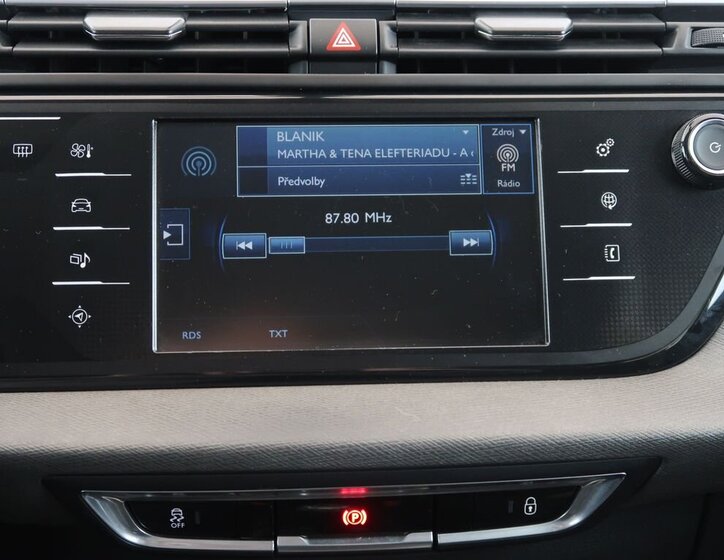 BLANIK
MARTHA & TENA ELEFTERIADU - A
Předvolby
Zdroj
FM
Rádio
87.80 MHz
RDS
TXT
OFF
P